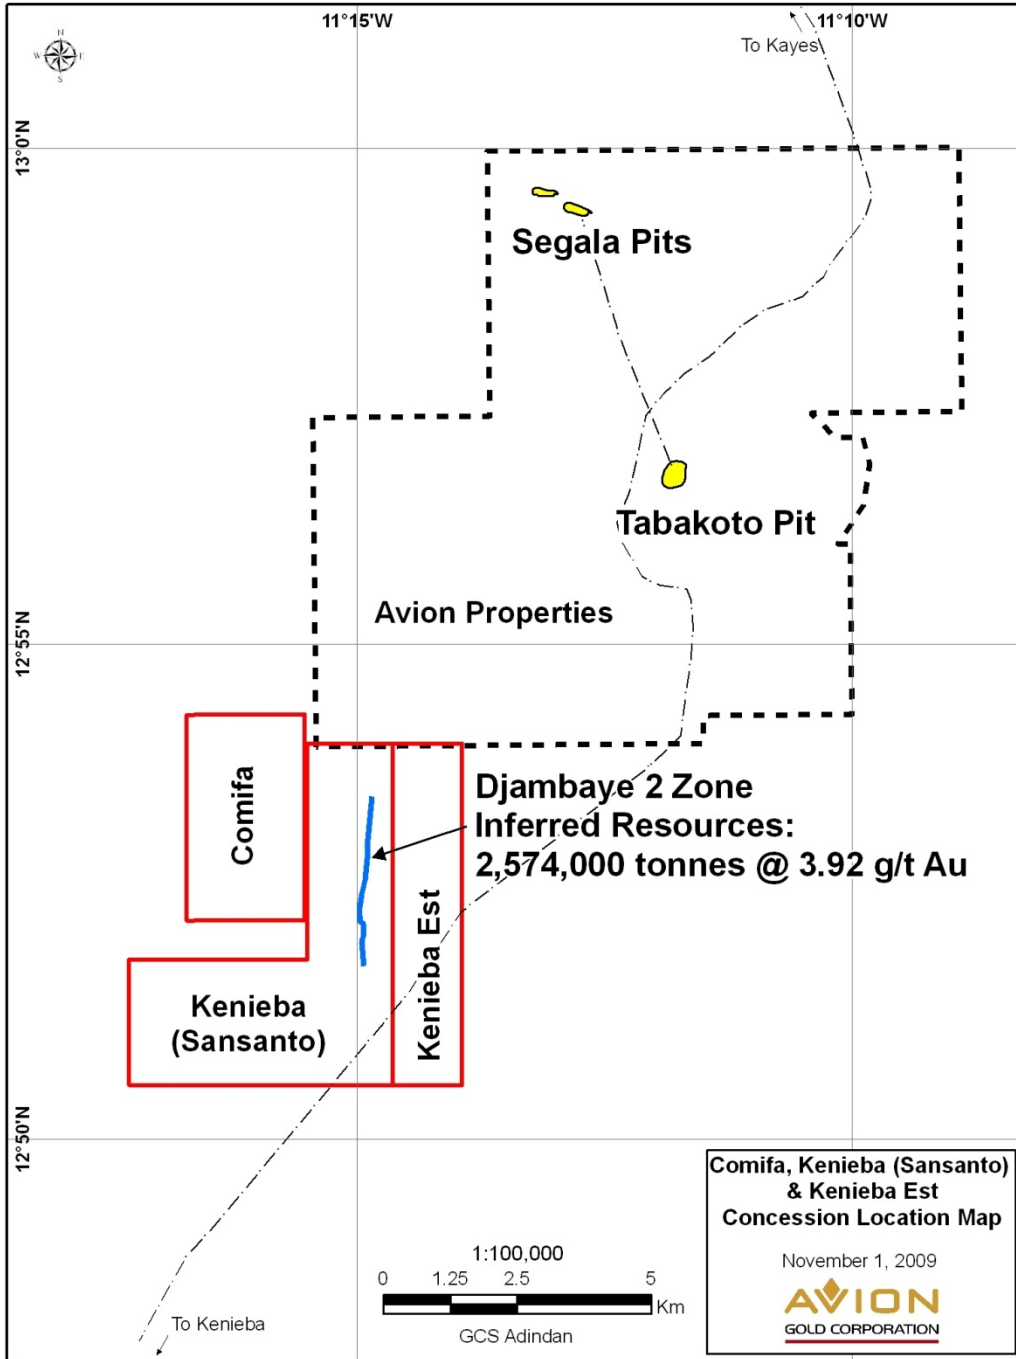 11°15'W
11°10'W
N
W
E
S
To Kayes
13°0'N
Segala Pits
Tabakoto Pit
Avion Properties
12°55'N
Comifa
Djambaye 2 Zone
Inferred Resources:
2,574,000 tonnes @ 3.92 g/t Au
Kenieba Est
Kenieba
(Sansanto)
12°50'N
To Kenieba
1:100,000
0 1.25 2.5 5
Km
GCS Adindan
Comifa, Kenieba (Sansanto)
& Kenieba Est
Concession Location Map
November 1, 2009
AVION
GOLD CORPORATION